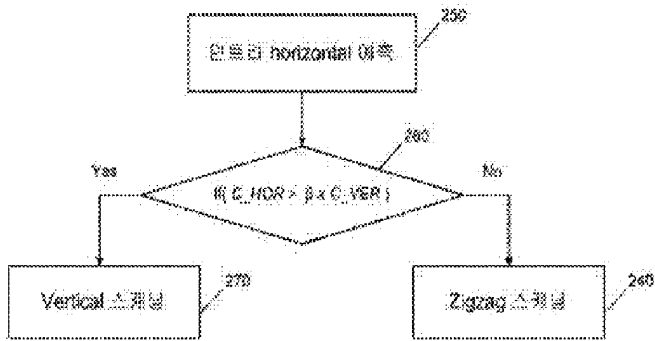 250
인트라 horizontal 예측
260
Yes
No
If( C_HOR > β x C_VER )
270
Vertical 스캐닝
240
Zigzag 스캐닝